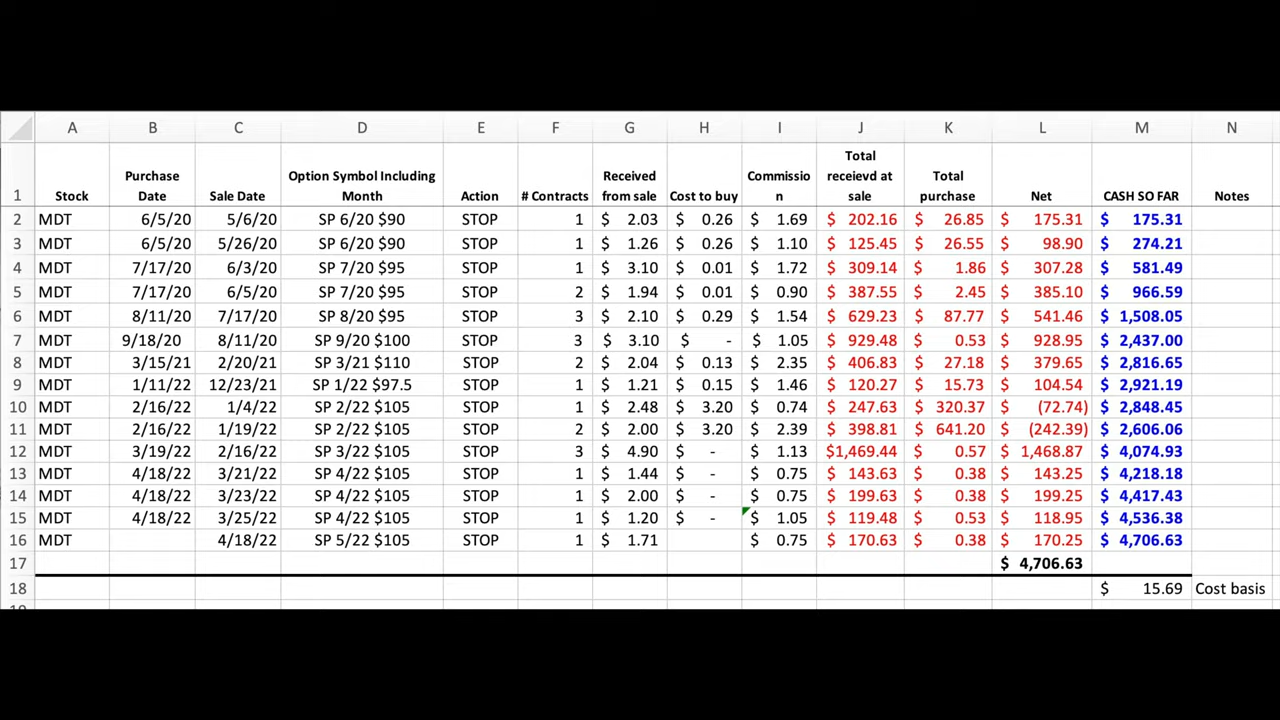 A B C D E F G H I J K L M N
1 Stock Purchase Date Sale Date Option Symbol Including Month Action # Contracts Received from sale Cost to buy Commission Total receievd at sale Total purchase Net CASH SO FAR Notes
2 MDT 6/5/20 5/6/20 SP 6/20 $90 STOP 1 $ 2.03 $ 0.26 $ 1.69 $ 202.16 $ 26.85 $ 175.31 $ 175.31
3 MDT 6/5/20 5/26/20 SP 6/20 $90 STOP 1 $ 1.26 $ 0.26 $ 1.10 $ 125.45 $ 26.55 $ 98.90 $ 274.21
4 MDT 7/17/20 6/3/20 SP 7/20 $95 STOP 1 $ 3.10 $ 0.01 $ 1.72 $ 309.14 $ 1.86 $ 307.28 $ 581.49
5 MDT 7/17/20 6/5/20 SP 7/20 $95 STOP 2 $ 1.94 $ 0.01 $ 0.90 $ 387.55 $ 2.45 $ 385.10 $ 966.59
6 MDT 8/11/20 7/17/20 SP 8/20 $95 STOP 3 $ 2.10 $ 0.29 $ 1.54 $ 629.23 $ 87.77 $ 541.46 $ 1,508.05
7 MDT 9/18/20 8/11/20 SP 9/20 $100 STOP 3 $ 3.10 $ - $ 1.05 $ 929.48 $ 0.53 $ 928.95 $ 2,437.00
8 MDT 3/15/21 2/20/21 SP 3/21 $110 STOP 2 $ 2.04 $ 0.13 $ 2.35 $ 406.83 $ 27.18 $ 379.65 $ 2,816.65
9 MDT 1/11/22 12/23/21 SP 1/22 $97.5 STOP 1 $ 1.21 $ 0.15 $ 1.46 $ 120.27 $ 15.73 $ 104.54 $ 2,921.19
10 MDT 2/16/22 1/4/22 SP 2/22 $105 STOP 1 $ 2.48 $ 3.20 $ 0.74 $ 247.63 $ 320.37 $ (72.74) $ 2,848.45
11 MDT 2/16/22 1/19/22 SP 2/22 $105 STOP 2 $ 2.00 $ 3.20 $ 2.39 $ 398.81 $ 641.20 $ (242.39) $ 2,606.06
12 MDT 3/19/22 2/16/22 SP 3/22 $105 STOP 3 $ 4.90 $ - $ 1.13 $1,469.44 $ 0.57 $ 1,468.87 $ 4,074.93
13 MDT 4/18/22 3/21/22 SP 4/22 $105 STOP 1 $ 1.44 $ - $ 0.75 $ 143.63 $ 0.38 $ 143.25 $ 4,218.18
14 MDT 4/18/22 3/23/22 SP 4/22 $105 STOP 1 $ 2.00 $ - $ 0.75 $ 199.63 $ 0.38 $ 199.25 $ 4,417.43
15 MDT 4/18/22 3/25/22 SP 4/22 $105 STOP 1 $ 1.20 $ - $ 1.05 $ 119.48 $ 0.53 $ 118.95 $ 4,536.38
16 MDT 4/18/22 SP 5/22 $105 STOP 1 $ 1.71 $ 0.75 $ 170.63 $ 0.38 $ 170.25 $ 4,706.63
17 $ 4,706.63
18 $ 15.69 Cost basis